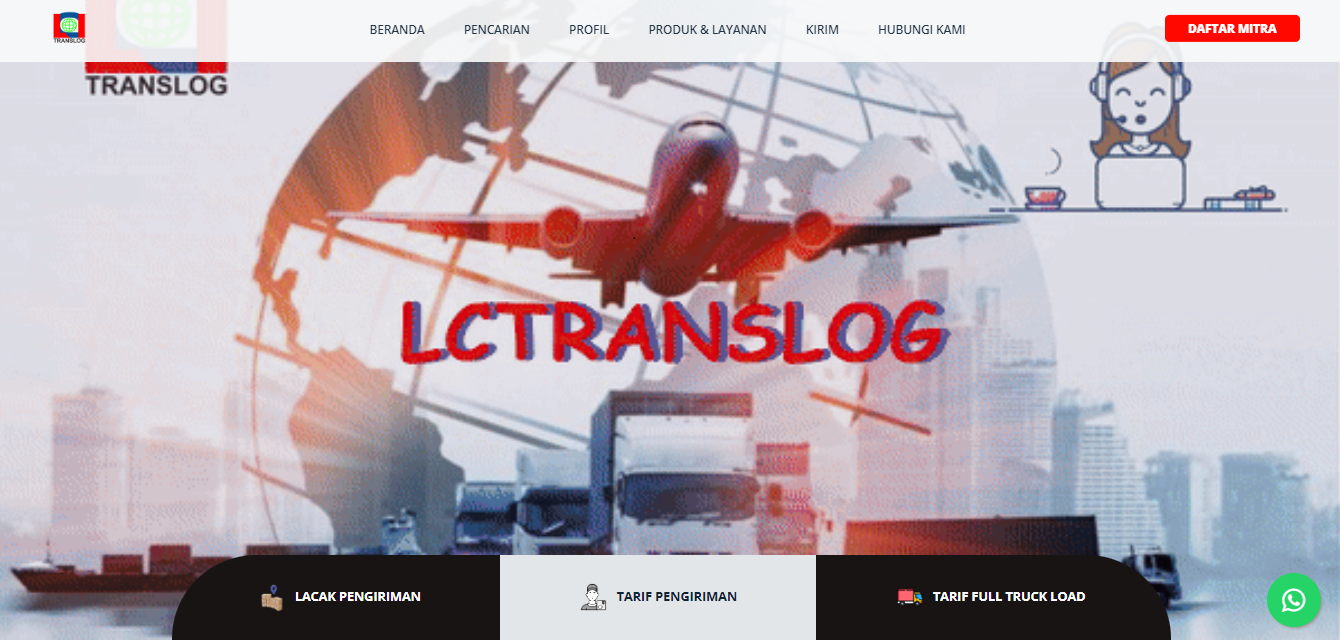 TRANSLOG
BERANDA
PENCARIAN
PROFIL
PRODUK & LAYANAN
KIRIM
HUBUNGI KAMI
DAFTAR MITRA
TRANSLOG
LCTRANSLOG
LACAK PENGIRIMAN
TARIF PENGIRIMAN
TARIF FULL TRUCK LOAD